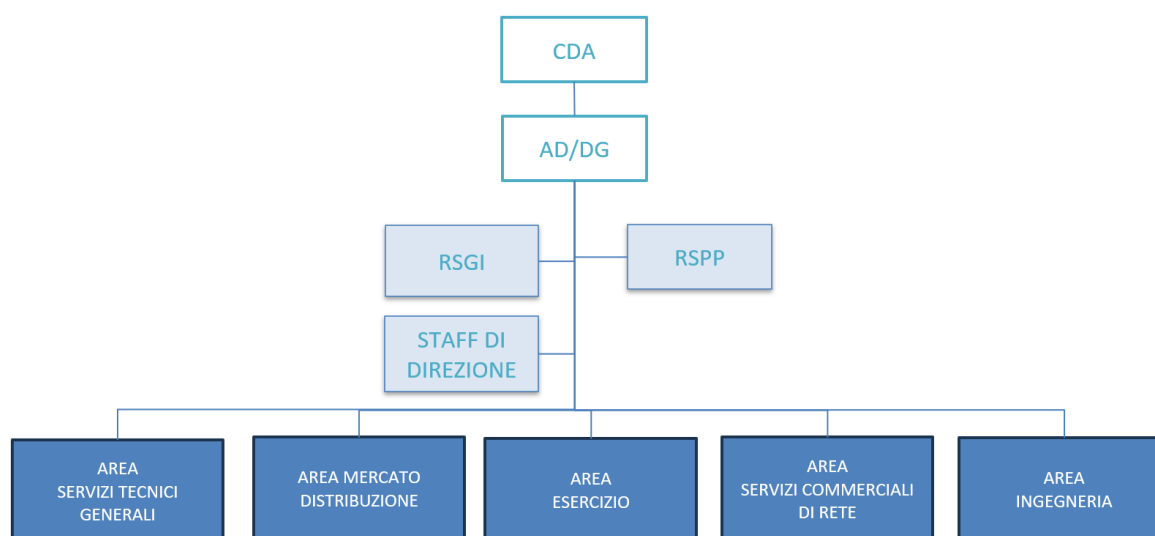 CDA
AD/DG
RSGI
RSPP
STAFF DI
DIREZIONE
AREA
SERVIZI TECNICI
GENERALI
AREA MERCATO
DISTRIBUZIONE
AREA
ESERCIZIO
AREA
SERVIZI COMMERCIALI
DI RETE
AREA
INGEGNERIA